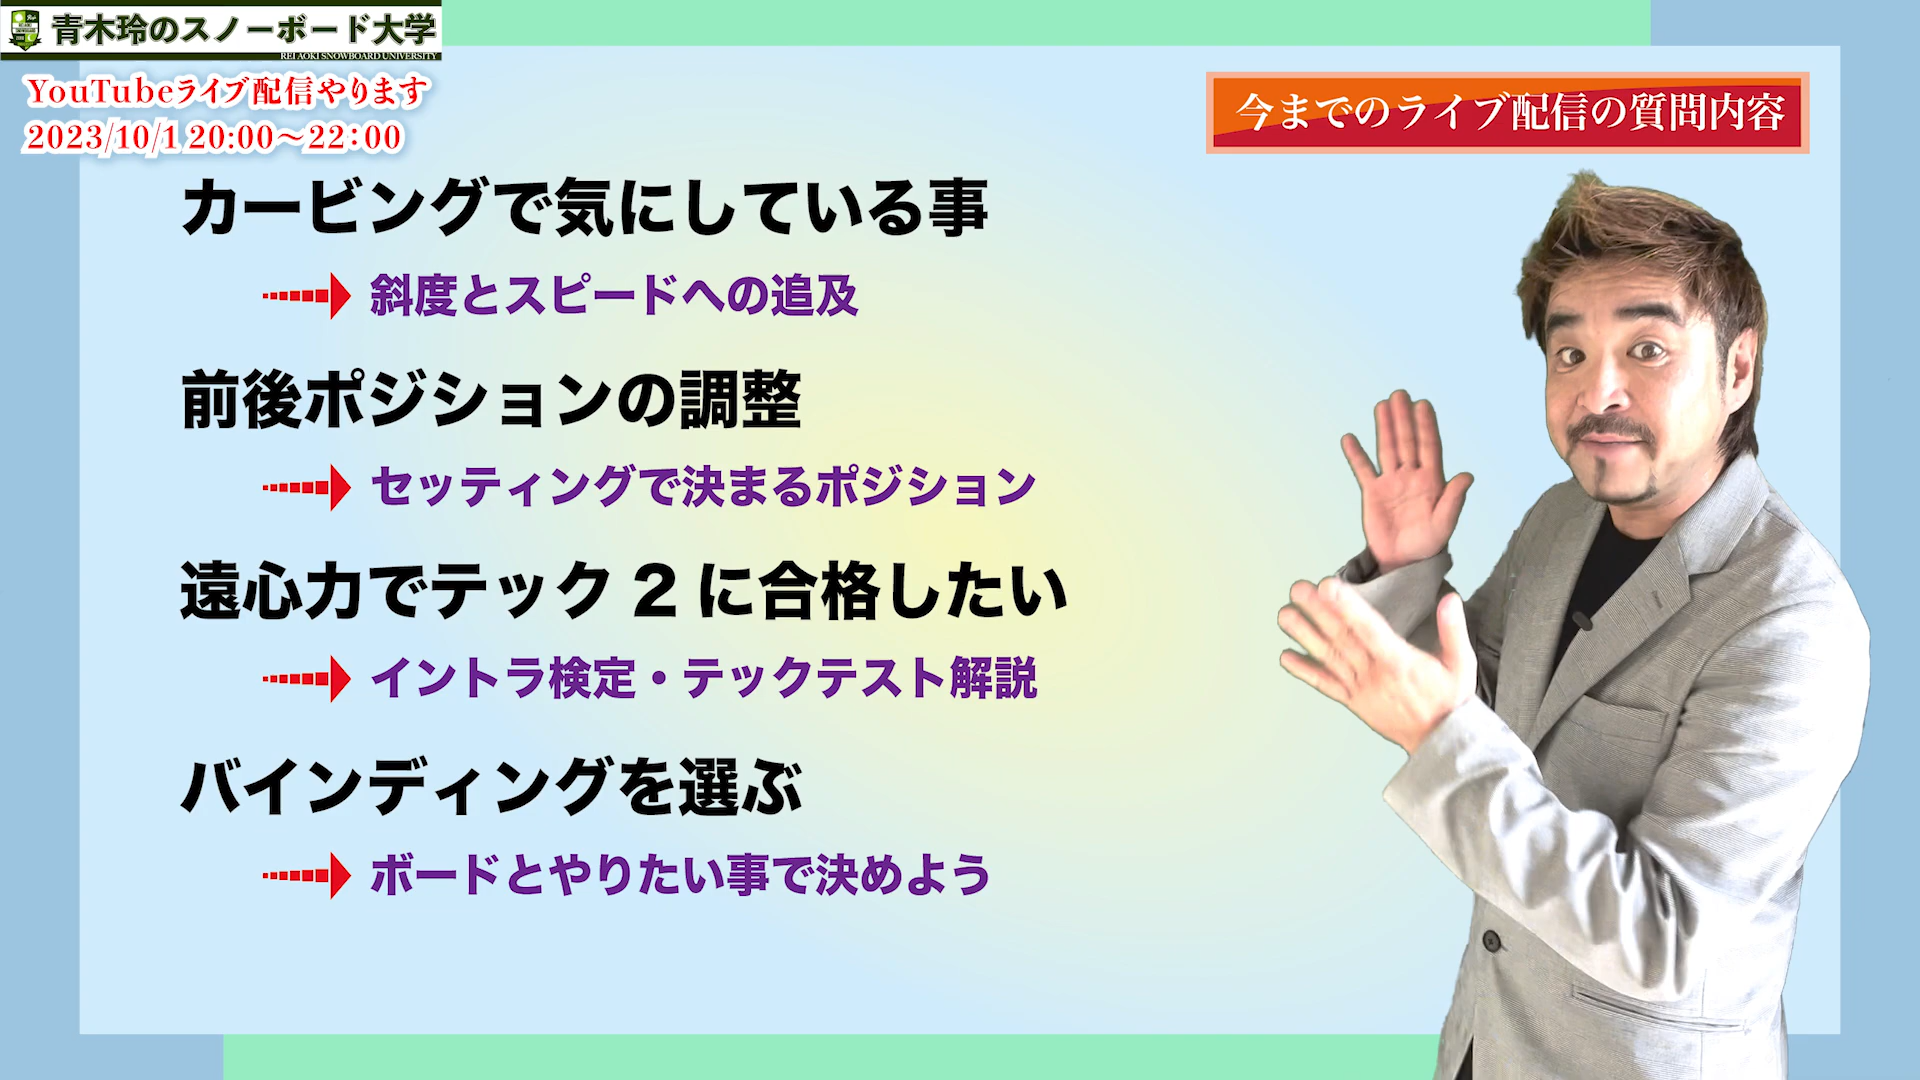 青木玲のスノーボード大学
REI AOKI SNOWBOARD UNIVERSITY
YouTubeライブ配信やります
2023/10/1 20:00〜22:00
今までのライブ配信の質問内容
カービングで気にしている事
斜度とスピードへの追及
前後ポジションの調整
セッティングで決まるポジション
遠心力でテック2に合格したい
イントラ検定・テックテスト解説
バインディングを選ぶ
ボードとやりたい事で決めよう